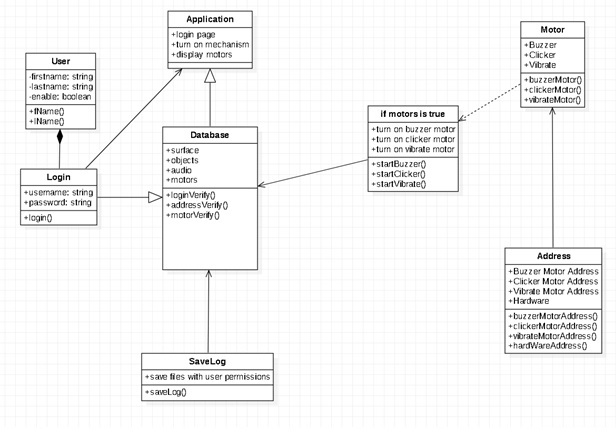 Application
+login page
+turn on mechanism
+display motors
User
-firstname: string
-lastname: string
-enable: boolean
+fName()
+lName()
Motor
+Buzzer
+Clicker
+Vibrate
+buzzerMotor()
+clickerMotor()
+vibrateMotor()
if motors is true
+turn on buzzer motor
+turn on clicker motor
+turn on vibrate motor
+startBuzzer()
+startClicker()
+startVibrate()
Database
+surface
+objects
+audio
+motors
+loginVerify()
+addressVerify()
+motorVerify()
Login
+username: string
+password: string
+login()
Address
+Buzzer Motor Address
+Clicker Motor Address
+Vibrate Motor Address
+Hardware
+buzzerMotorAddress()
+clickerMotorAddress()
+vibrateMotorAddress()
+hardWareAddress()
SaveLog
+save files with user permissions
+saveLog()